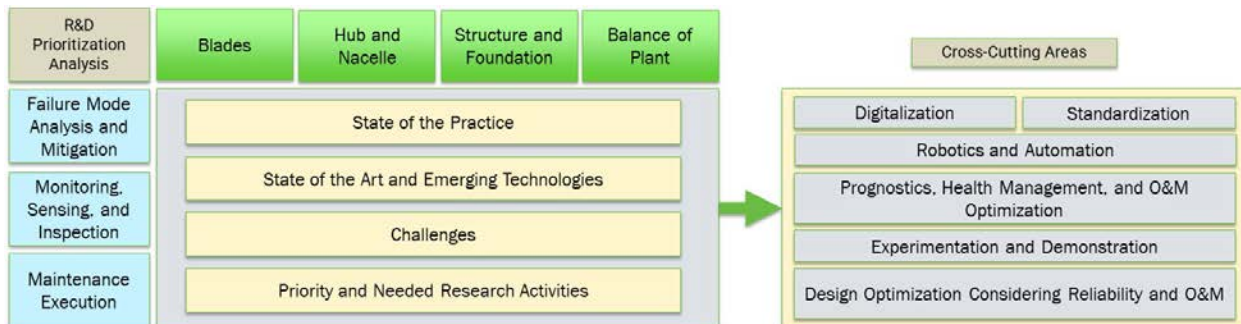 R&D
Prioritization
Analysis
Blades
Hub and
Nacelle
Structure and
Foundation
Balance of
Plant
Failure Mode
Analysis and
Mitigation
Monitoring,
Sensing, and
Inspection
Maintenance
Execution
State of the Practice
State of the Art and Emerging Technologies
Challenges
Priority and Needed Research Activities
Cross-Cutting Areas
Digitalization
Standardization
Robotics and Automation
Prognostics, Health Management, and O&M
Optimization
Experimentation and Demonstration
Design Optimization Considering Reliability and O&M